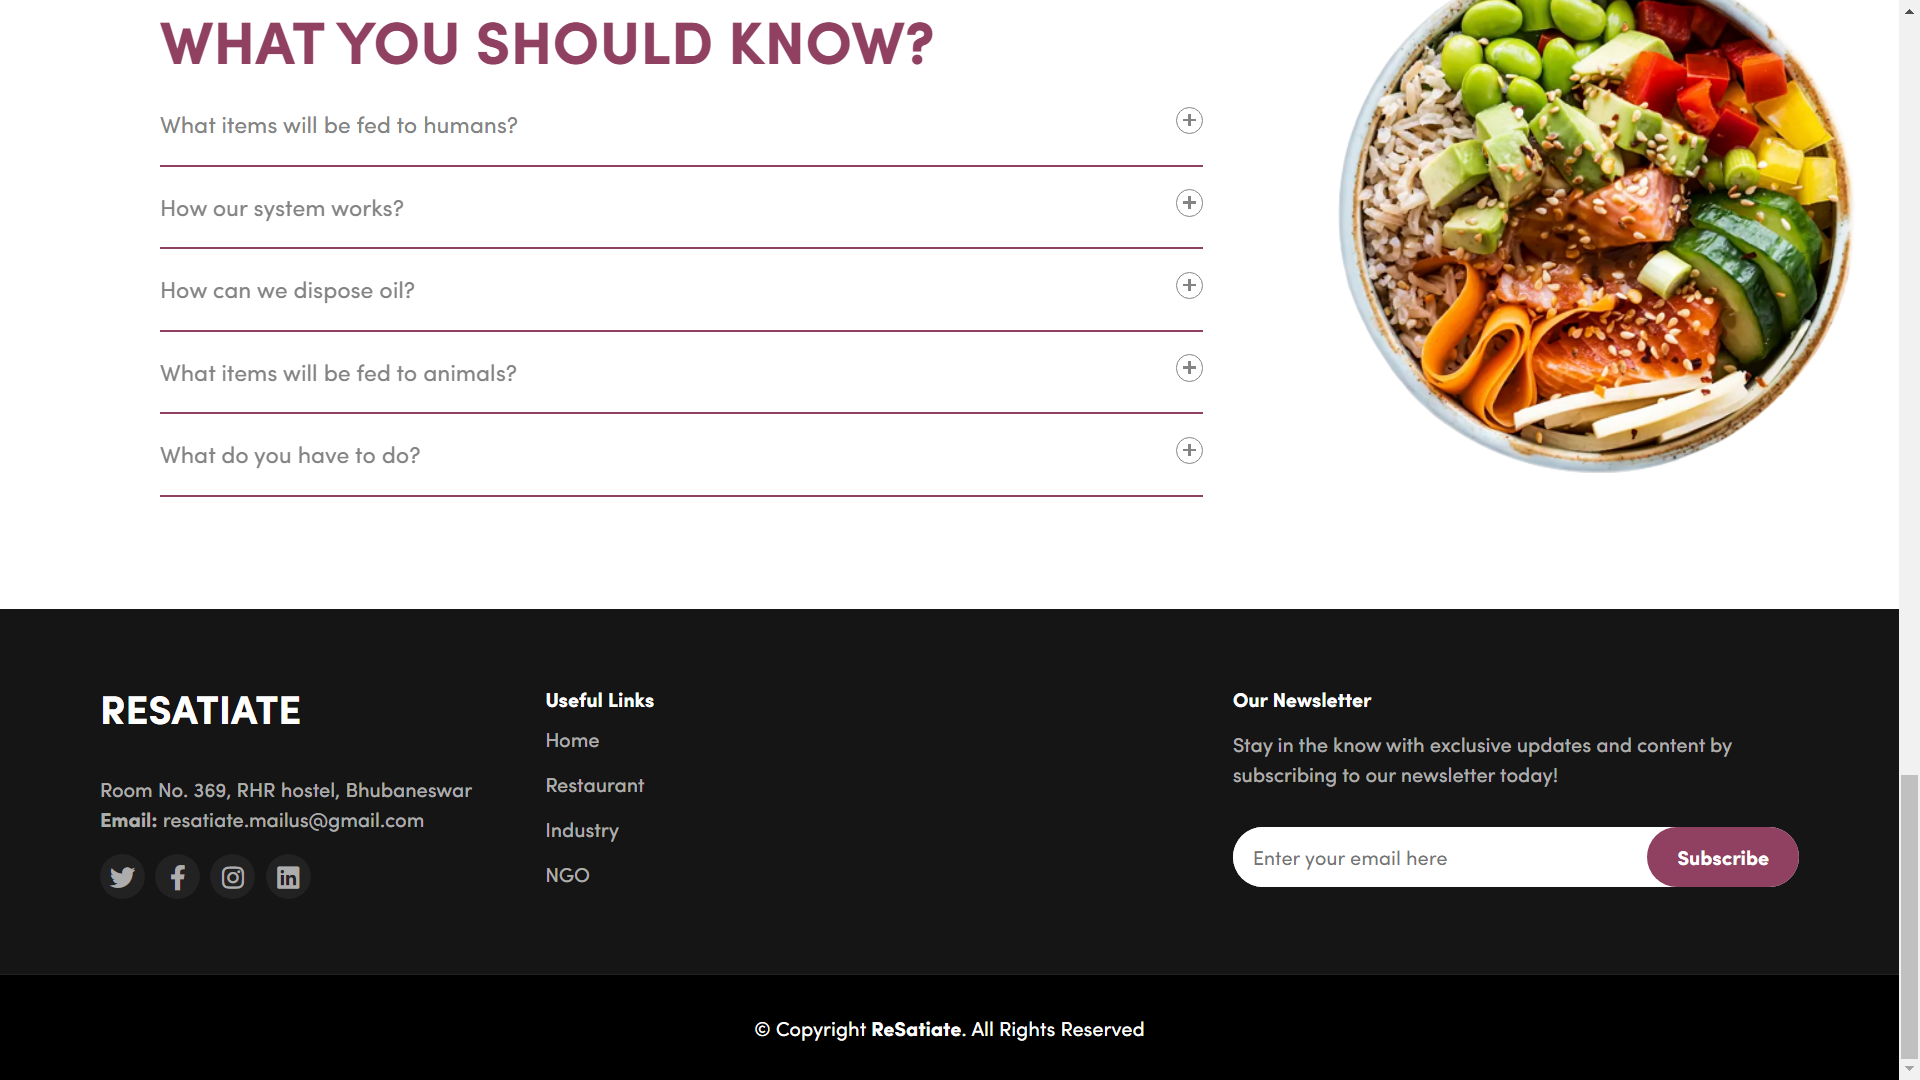 WHAT YOU SHOULD KNOW?
What items will be fed to humans?
How our system works?
How can we dispose oil?
What items will be fed to animals?
What do you have to do?
RESATIATE
Room No. 369, RHR hostel, Bhubaneswar
Email: resatiate.mailus@gmail.com
Useful Links
Home
Restaurant
Industry
NGO
Our Newsletter
Stay in the know with exclusive updates and content by
subscribing to our newsletter today!
Enter your email here
Subscribe
© Copyright ReSatiate. All Rights Reserved